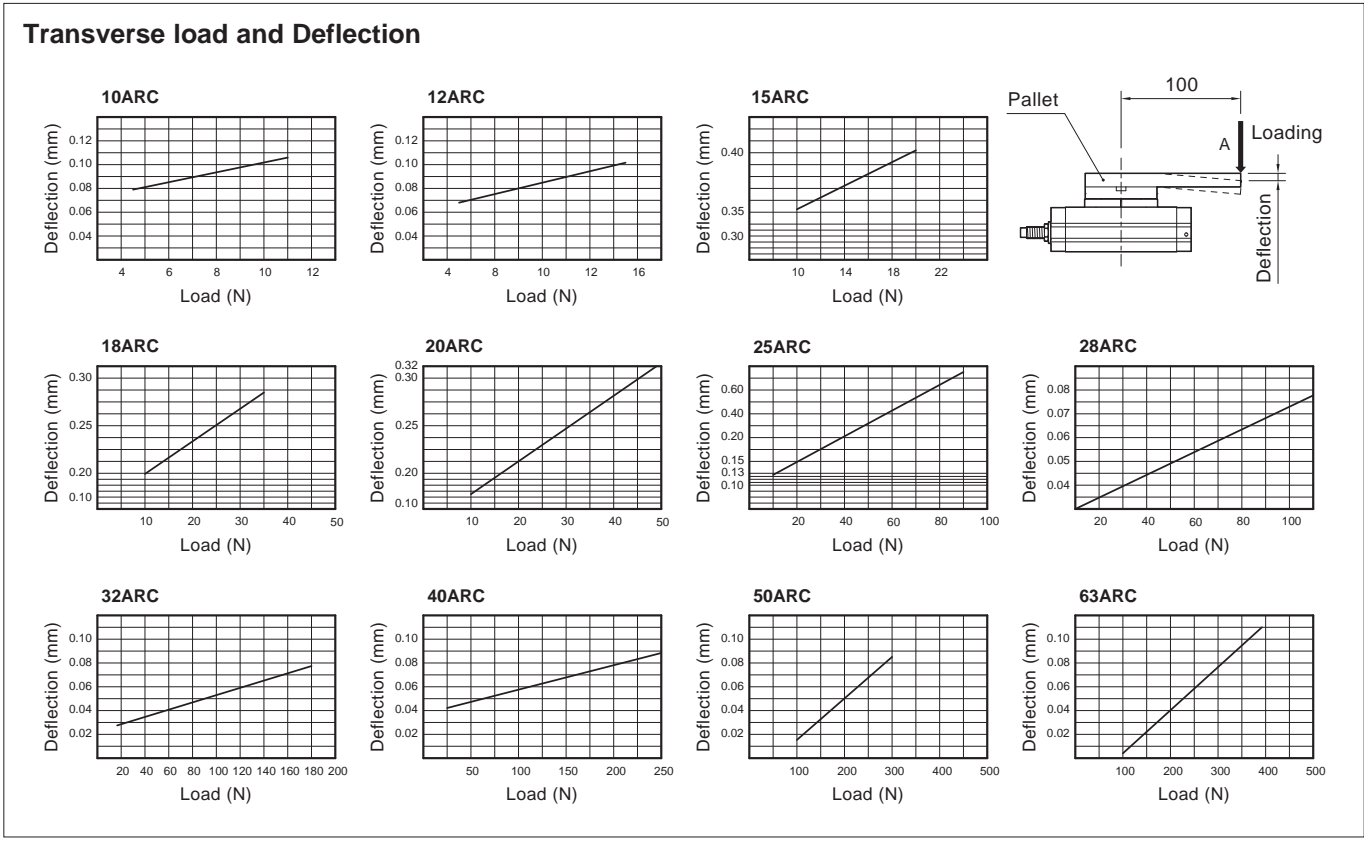 Transverse load and Deflection
10ARC
Deflection (mm)
0.12
0.10
0.08
0.06
0.04
4 6 8 10 12
Load (N)
12ARC
Deflection (mm)
0.12
0.10
0.08
0.06
0.04
4 8 10 12 16
Load (N)
15ARC
Deflection (mm)
0.40
0.35
0.30
10 14 18 22
Load (N)
100
Pallet
A Loading
Deflection
18ARC
Deflection (mm)
0.30
0.25
0.20
0.10
10 20 30 40 50
Load (N)
20ARC
Deflection (mm)
0.32
0.30
0.25
0.20
0.10
10 20 30 40 50
Load (N)
25ARC
Deflection (mm)
0.60
0.40
0.20
0.15
0.13
0.10
20 40 60 80 100
Load (N)
28ARC
Deflection (mm)
0.08
0.07
0.06
0.05
0.04
20 40 60 80 100
Load (N)
32ARC
Deflection (mm)
0.10
0.08
0.06
0.04
0.02
20 40 60 80 100 120 140 160 180 200
Load (N)
40ARC
Deflection (mm)
0.10
0.08
0.06
0.04
0.02
50 100 150 200 250
Load (N)
50ARC
Deflection (mm)
0.10
0.08
0.06
0.04
0.02
100 200 300 400 500
Load (N)
63ARC
Deflection (mm)
0.10
0.08
0.06
0.04
0.02
100 200 300 400 500
Load (N)